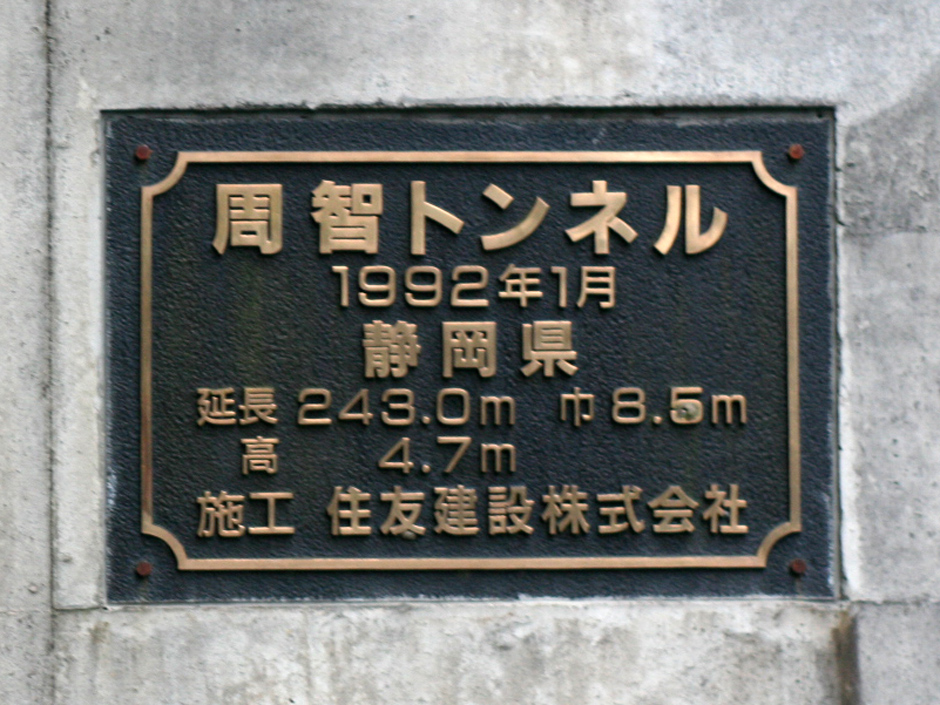 周智トンネル
1992年1月
静岡県
延長 243.0m 巾 8.5m
高 4.7m
施工 住友建設株式会社